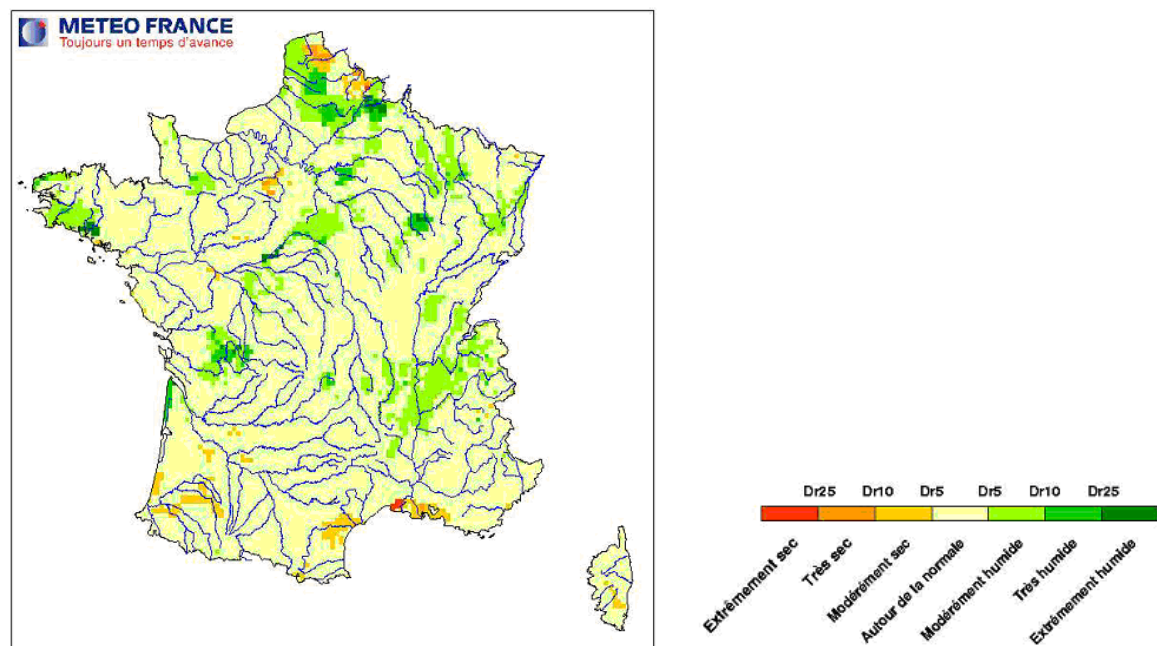 METEO FRANCE
Toujours un temps d'avance
Dr25 Dr10 Dr5 Dr5 Dr10 Dr25
Extrêmement sec
Très sec
Modérément sec
Autour de la normale
Modérément humide
Très humide
Extrêmement humide